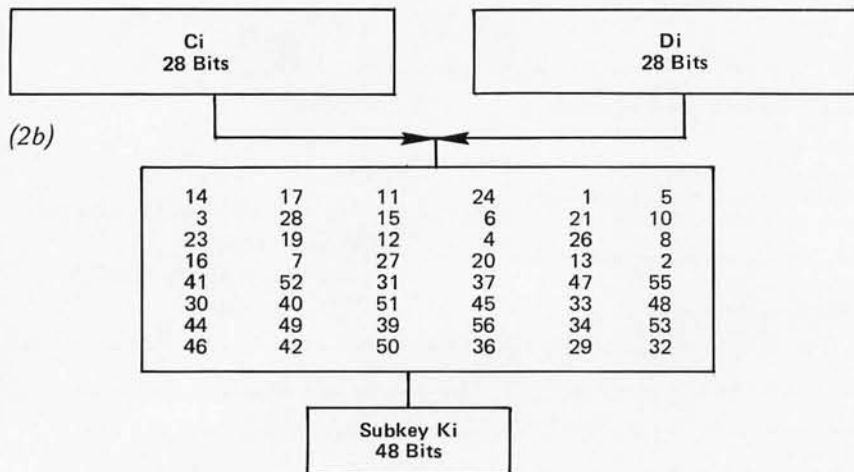 Ci
28 Bits
Di
28 Bits
(2b)
14 17 11 24 1 5
3 28 15 6 21 10
23 19 12 4 26 8
16 7 27 20 13 2
41 52 31 37 47 55
30 40 51 45 33 48
44 49 39 56 34 53
46 42 50 36 29 32
Subkey Ki
48 Bits